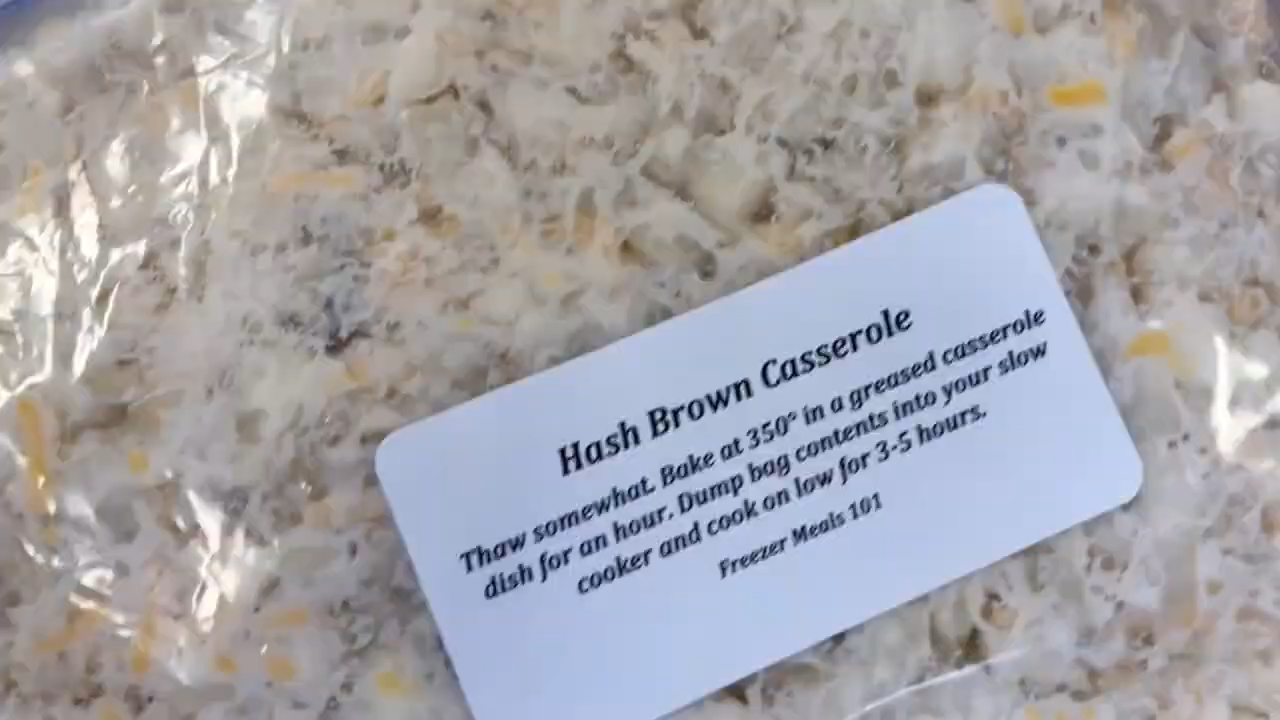 Hash Brown Casserole
Thaw somewhat. Bake at 350° in a greased casserole
dish for an hour. Dump bag contents into your slow
cooker and cook on low for 3-5 hours.
Freezer Meals 101